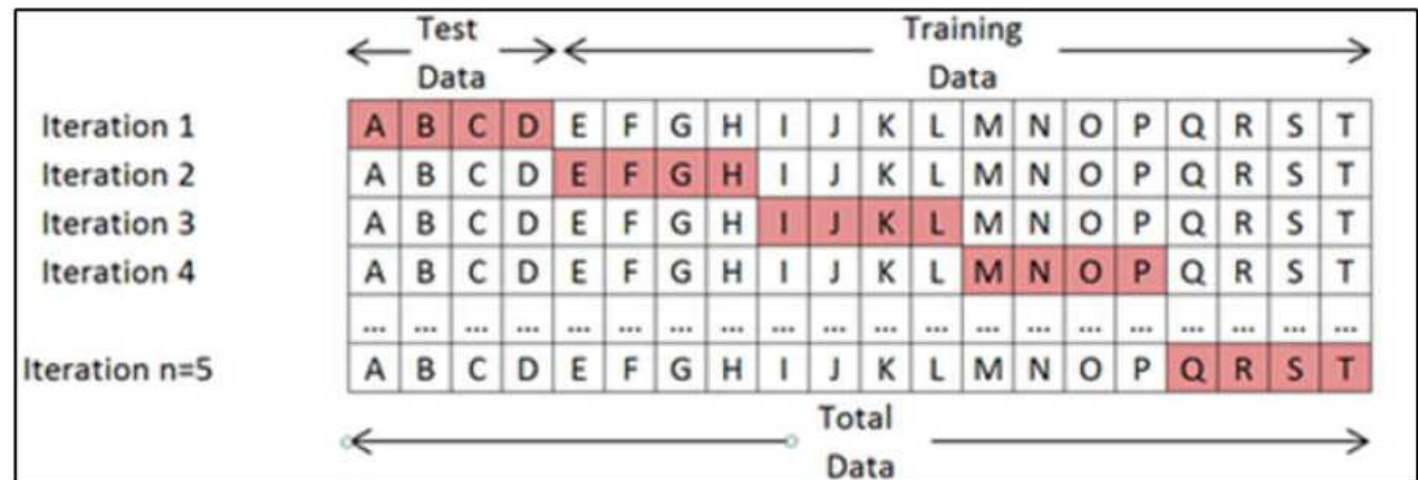 Test Training
Data Data
Iteration 1 A B C D E F G H I J K L M N O P Q R S T
Iteration 2 A B C D E F G H I J K L M N O P Q R S T
Iteration 3 A B C D E F G H I J K L M N O P Q R S T
Iteration 4 A B C D E F G H I J K L M N O P Q R S T
... ... ... ... ... ... ... ... ... ... ... ... ... ... ... ... ... ... ... ...
Iteration n=5 A B C D E F G H I J K L M N O P Q R S T
Total
Data